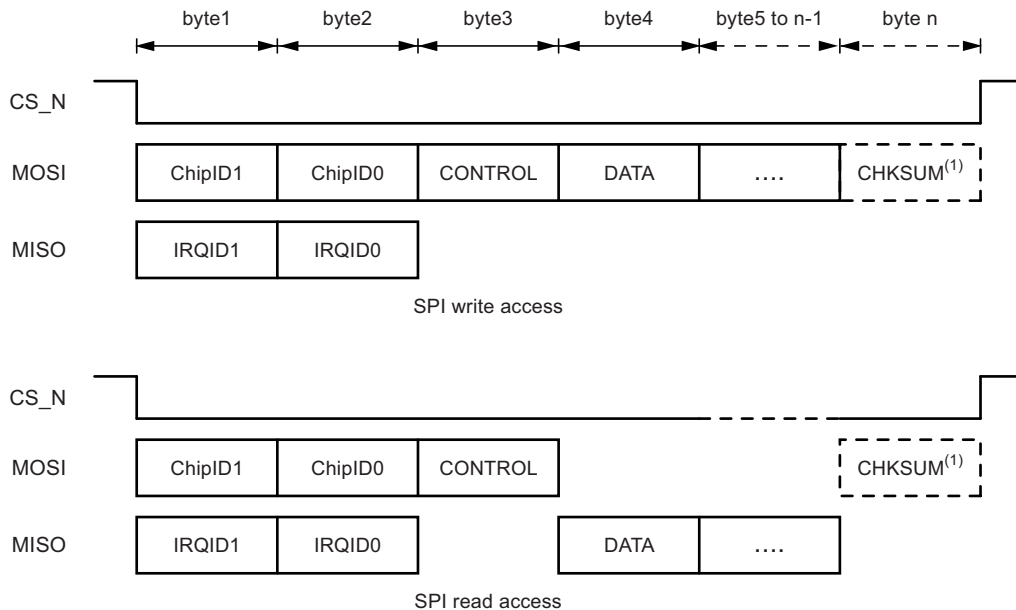 byte1 byte2 byte3 byte4 byte5 to n-1 byte n
CS_N
MOSI ChipID1 ChipID0 CONTROL DATA .... CHKSUM(1)
MISO IRQID1 IRQID0
SPI write access
CS_N
MOSI ChipID1 ChipID0 CONTROL CHKSUM(1)
MISO IRQID1 IRQID0 DATA ....
SPI read access